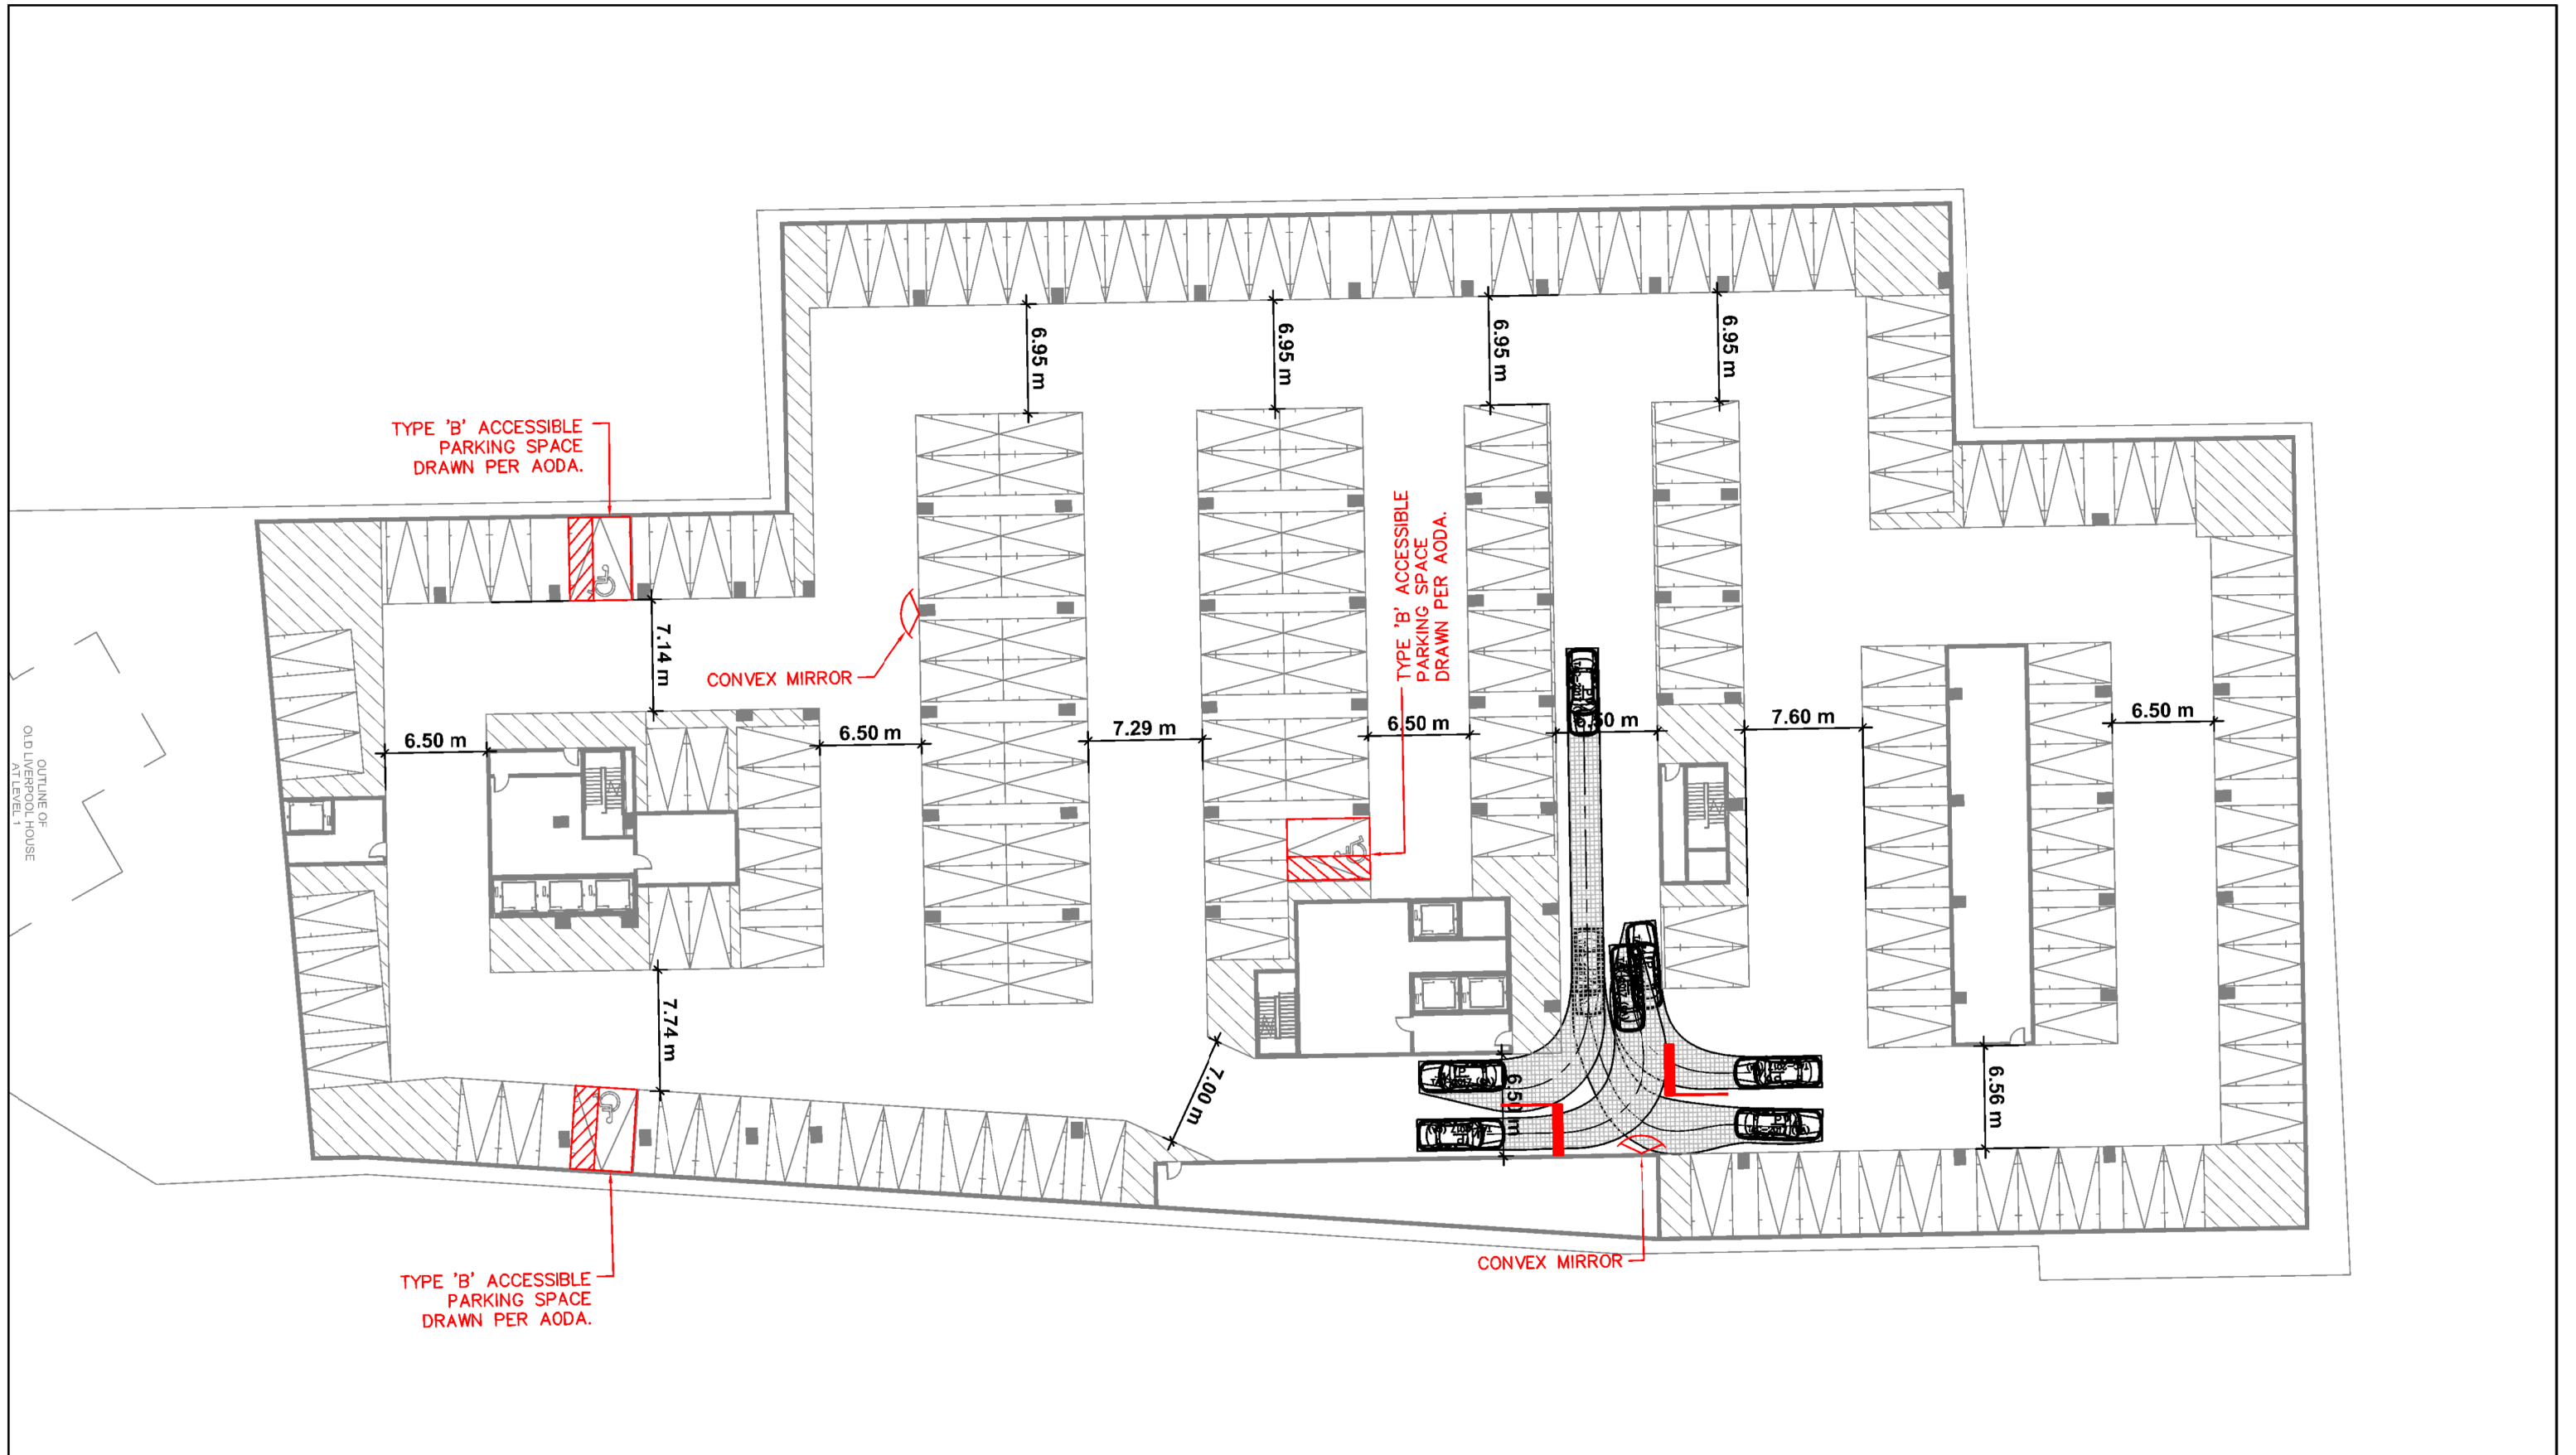 6.95 m
6.95 m
6.95 m
6.95 m
TYPE 'B' ACCESSIBLE
PARKING SPACE
DRAWN PER AODA.
TYPE 'B' ACCESSIBLE
PARKING SPACE
DRAWN PER AODA.
7.14 m
CONVEX MIRROR
6.50 m
6.50 m
7.29 m
6.50 m
7.60 m
6.50 m
OUTLINE OF
OLD LIVERPOOL HOUSE
AT LEVEL 1
7.74 m
7.00 m
6.50 m
6.56 m
CONVEX MIRROR
TYPE 'B' ACCESSIBLE
PARKING SPACE
DRAWN PER AODA.